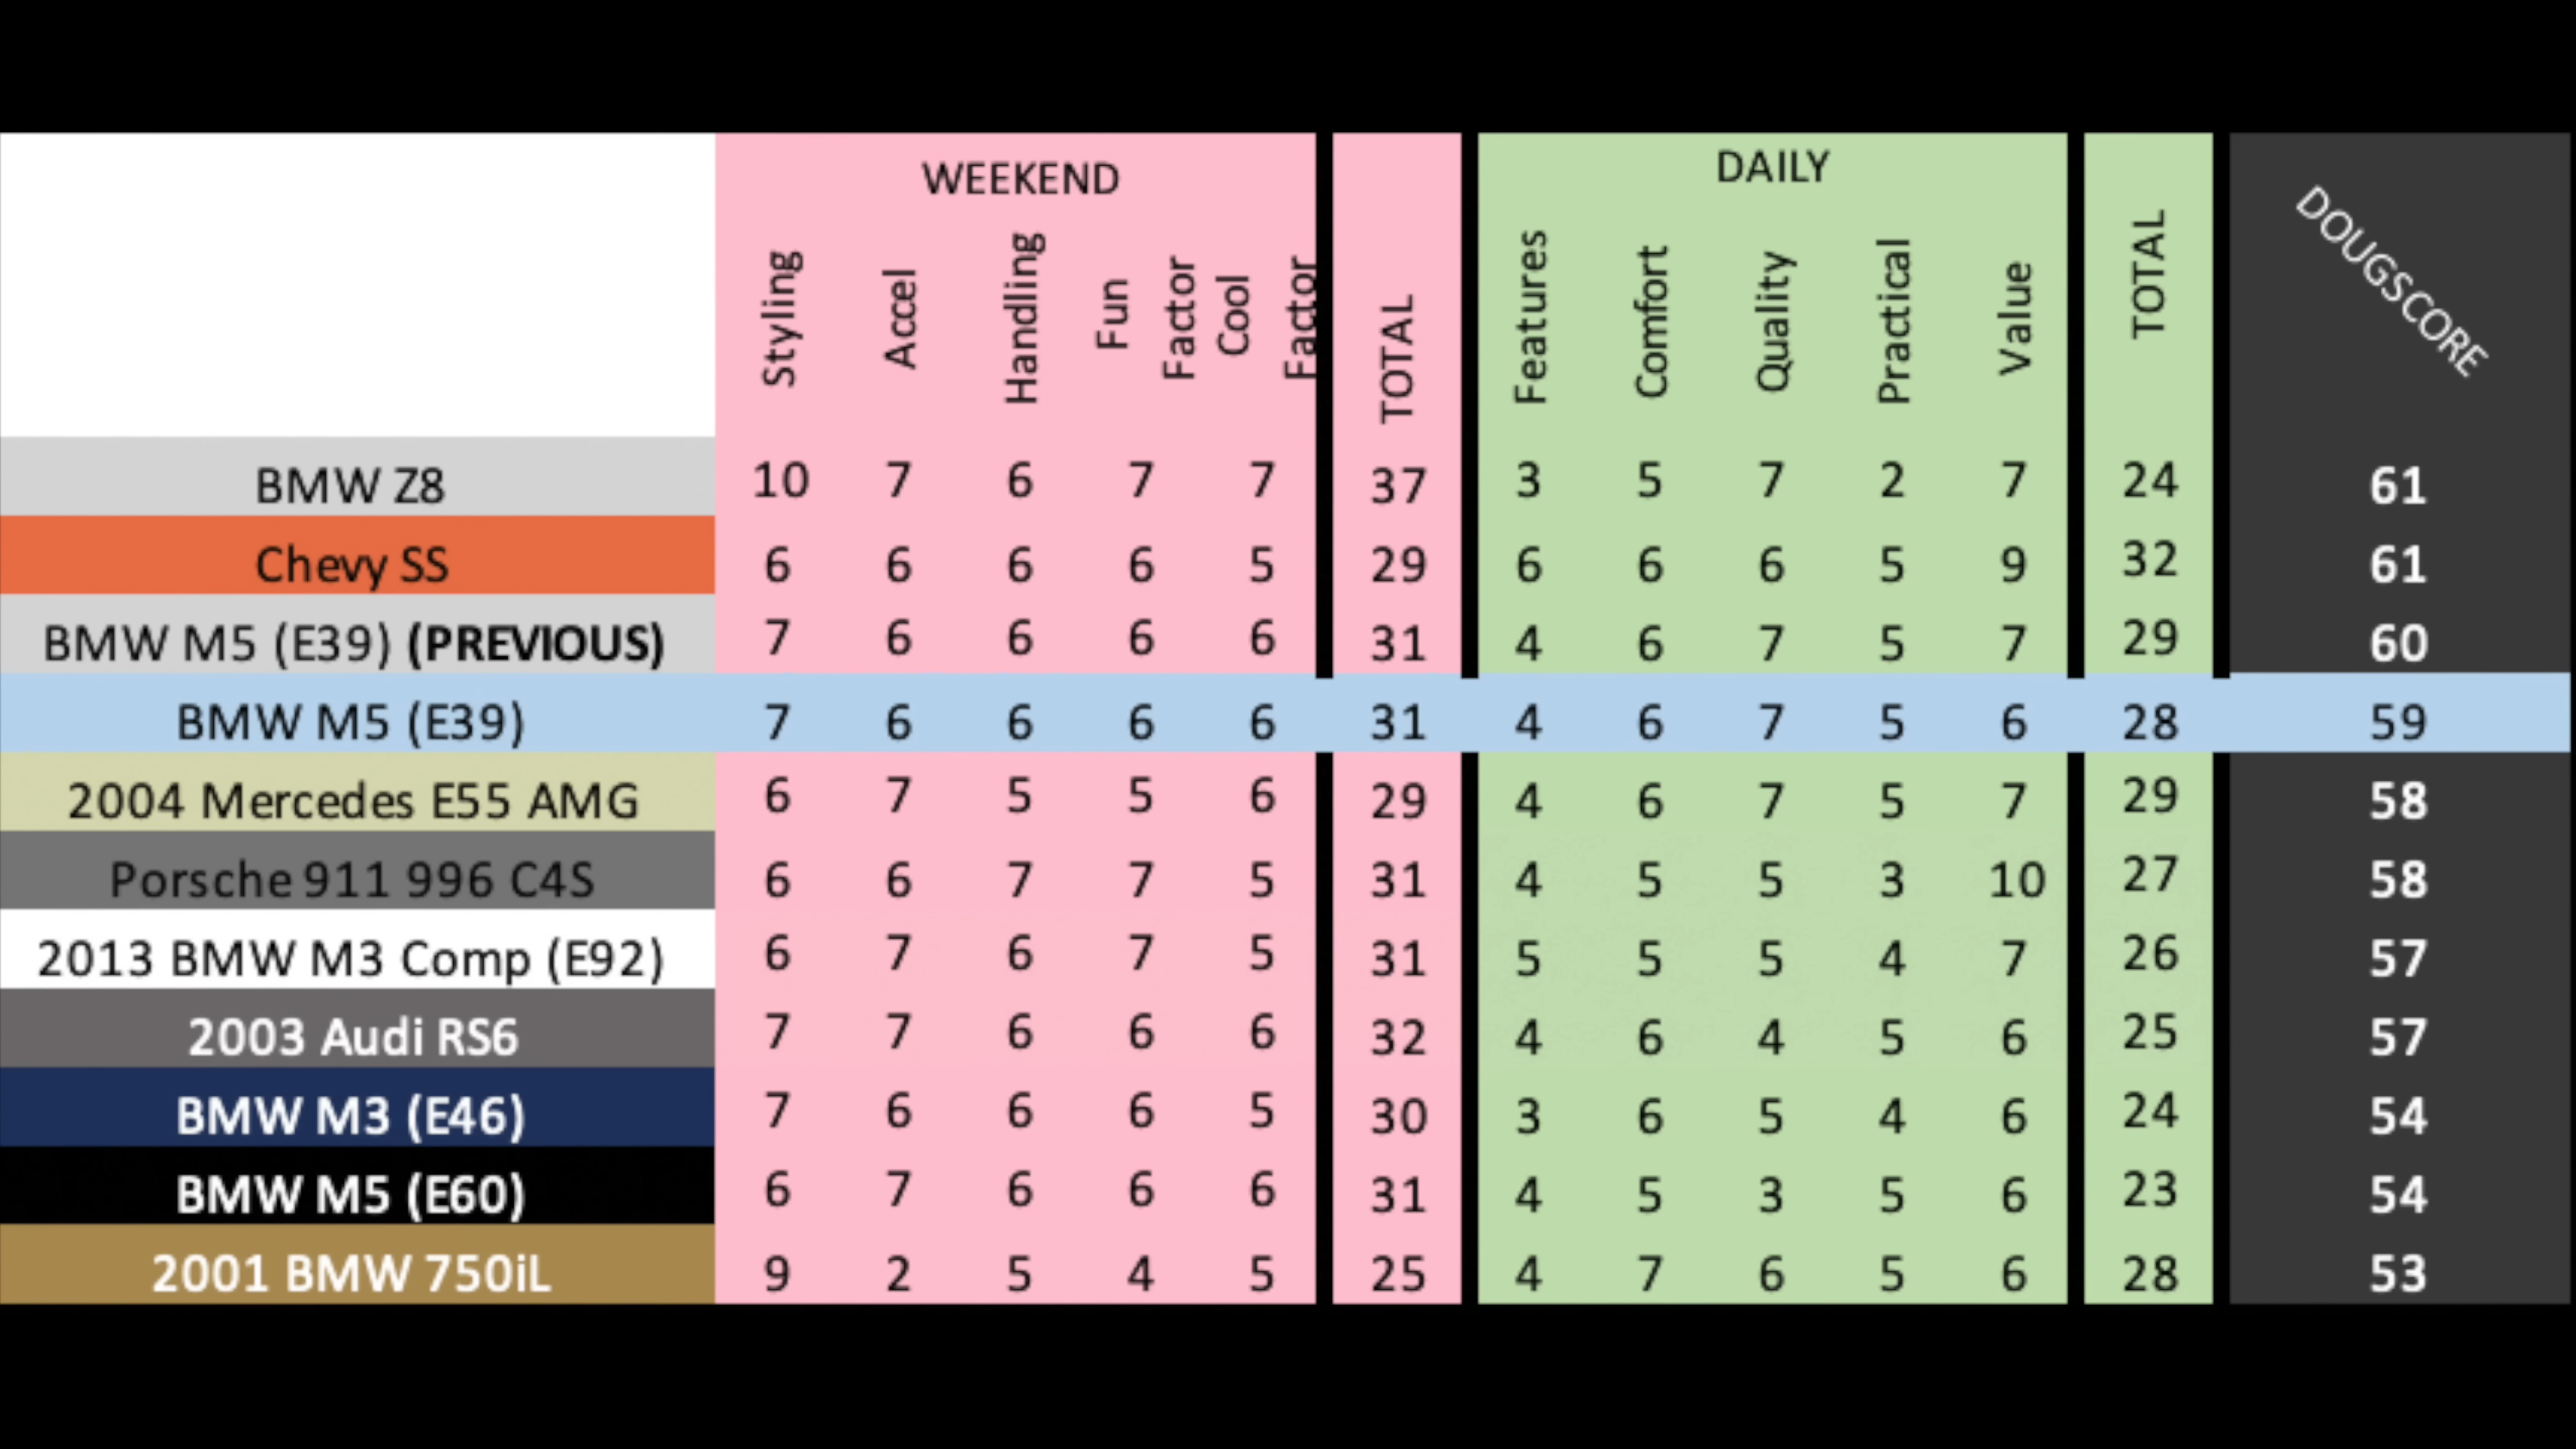 WEEKEND DAILY
Styling Accel Handling Fun Factor Cool Factor TOTAL Features Comfort Quality Practical Value TOTAL DOUGSCORE
BMW Z8 10 7 6 7 7 37 3 5 7 2 7 24 61
Chevy SS 6 6 6 6 5 29 6 6 6 5 9 32 61
BMW M5 (E39) (PREVIOUS) 7 6 6 6 6 31 4 6 7 5 7 29 60
BMW M5 (E39) 7 6 6 6 6 31 4 6 7 5 6 28 59
2004 Mercedes E55 AMG 6 7 5 5 6 29 4 6 7 5 7 29 58
Porsche 911 996 C4S 6 6 7 7 5 31 4 5 5 3 10 27 58
2013 BMW M3 Comp (E92) 6 7 6 7 5 31 5 5 5 4 7 26 57
2003 Audi RS6 7 7 6 6 6 32 4 6 4 5 6 25 57
BMW M3 (E46) 7 6 6 6 5 30 3 6 5 4 6 24 54
BMW M5 (E60) 6 7 6 6 6 31 4 5 3 5 6 23 54
2001 BMW 750iL 9 2 5 4 5 25 4 7 6 5 6 28 53